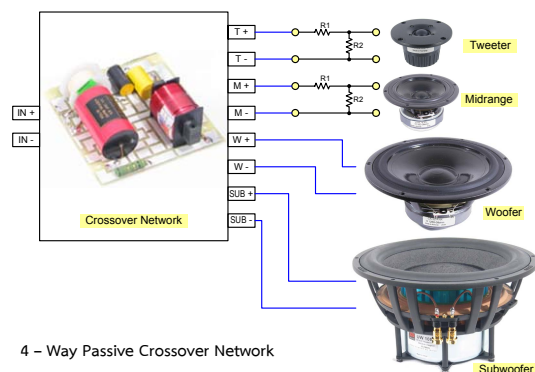 T +
R1
R2
Tweeter
T -
M +
R1
R2
Midrange
IN +
M -
IN -
W +
W -
Woofer
SUB +
Crossover Network
SUB -
4 – Way Passive Crossover Network
Subwoofer